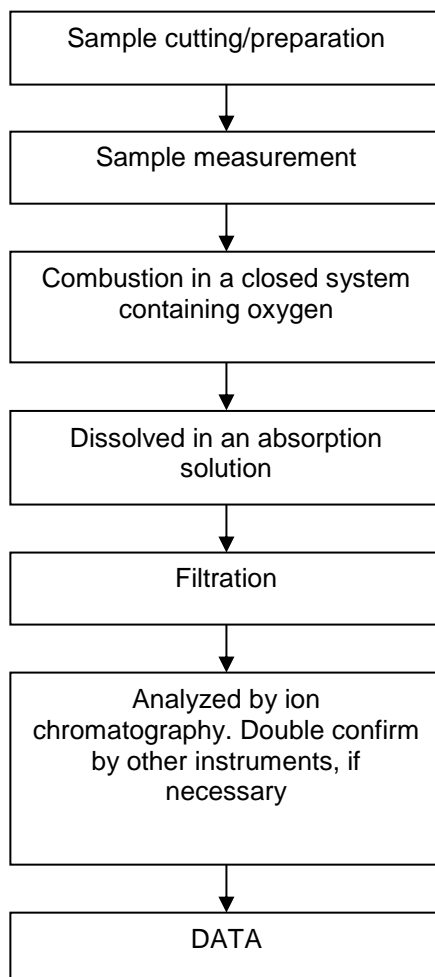 Sample cutting/preparation
Sample measurement
Combustion in a closed system
containing oxygen
Dissolved in an absorption
solution
Filtration
Analyzed by ion
chromatography. Double confirm
by other instruments, if
necessary
DATA